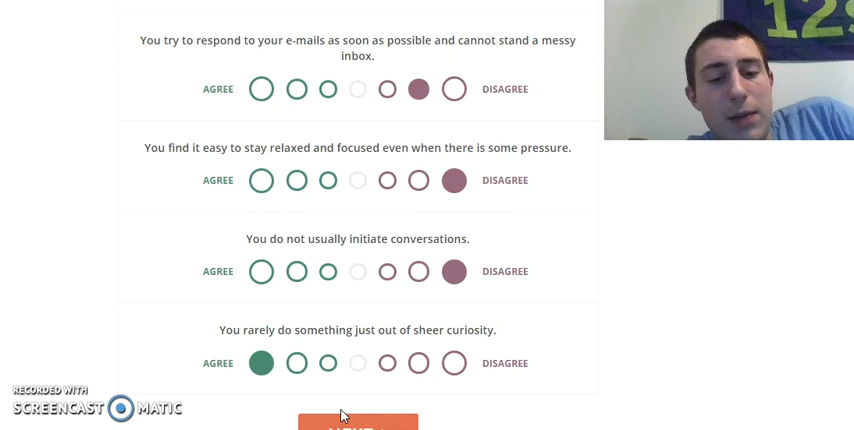 You try to respond to your e-mails as soon as possible and cannot stand a messy
inbox.
AGREE DISAGREE
You find it easy to stay relaxed and focused even when there is some pressure.
AGREE DISAGREE
You do not usually initiate conversations.
AGREE DISAGREE
You rarely do something just out of sheer curiosity.
AGREE DISAGREE
RECORDED WITH
SCREENCAST MATIC
NEXT
12